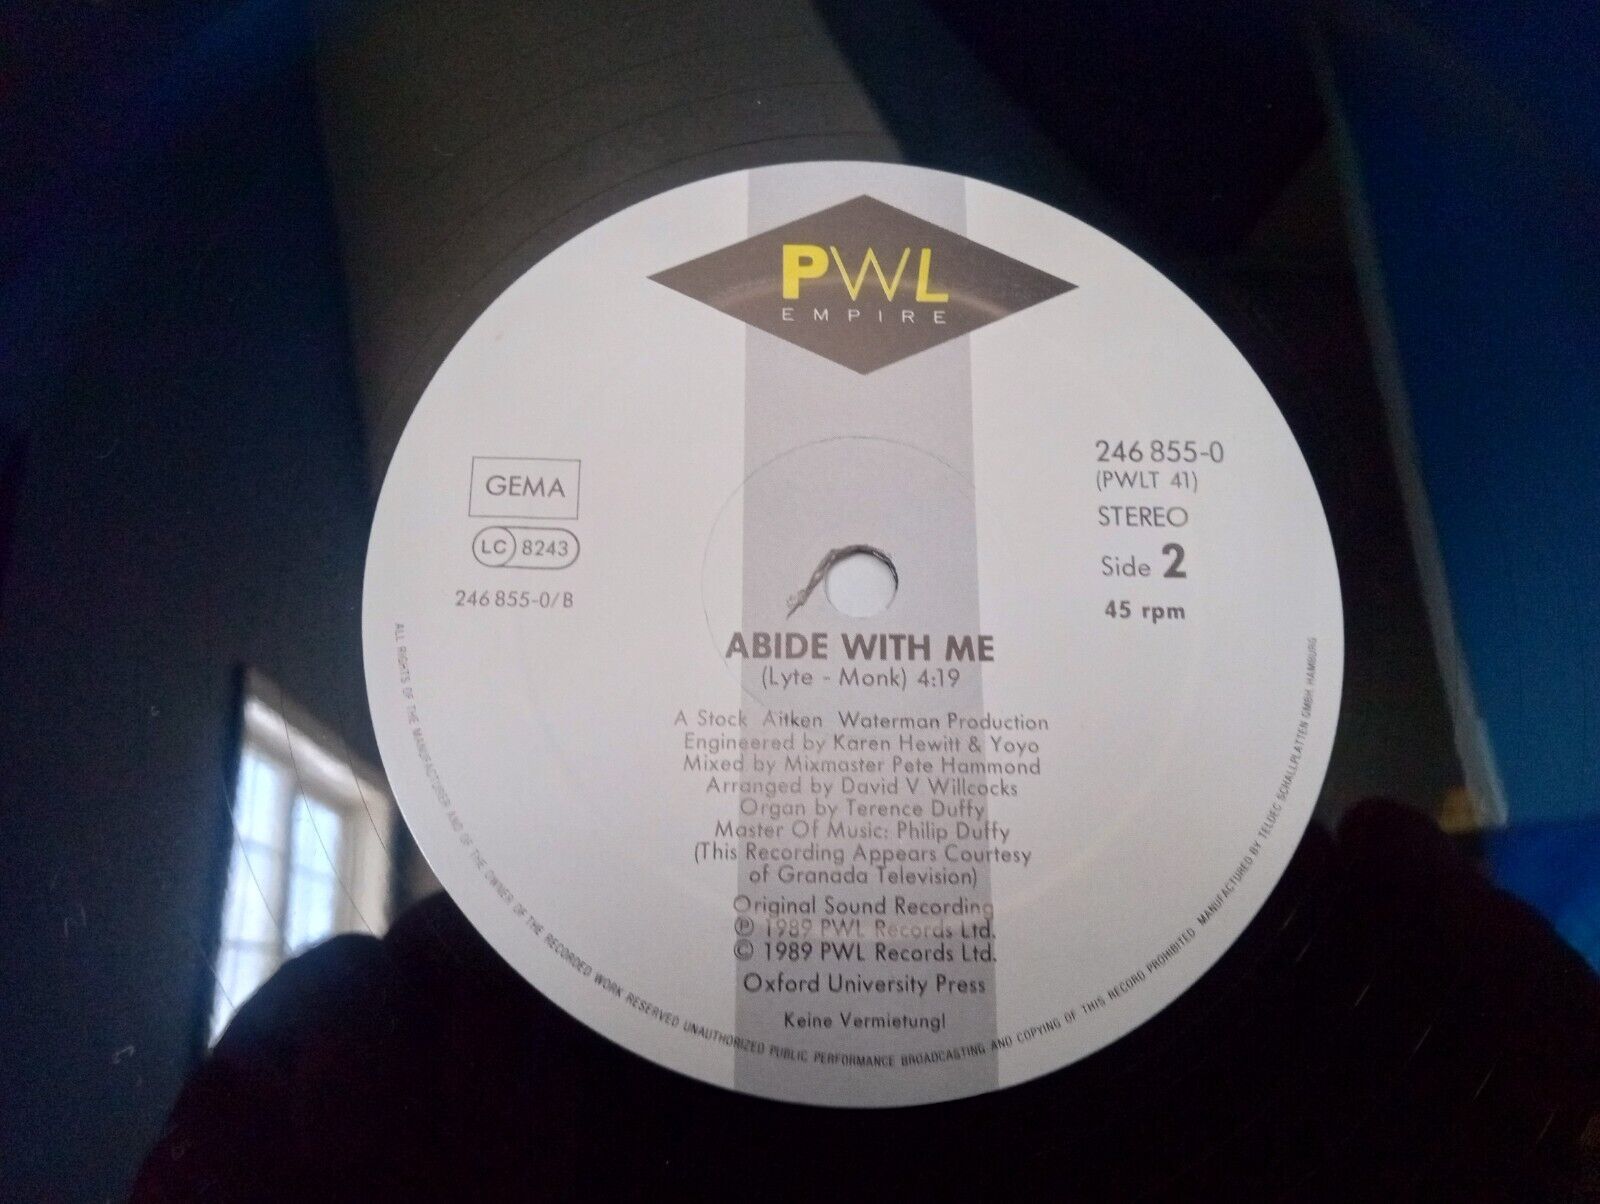 PWL
EMPIRE
GEMA
LC 8243
246 855-0/B
246 855-0
(PWLT 41)
STEREO
Side 2
45 rpm
ABIDE WITH ME
(Lyte - Monk) 4:19
A Stock Aitken Waterman Production
Engineered by Karen Hewitt & Yoyo
Mixed by Mixmaster Pete Hammond
Arranged by David V Willcocks
Organ by Terence Duffy
Master Of Music: Philip Duffy
(This Recording Appears Courtesy
of Granada Television)
Original Sound Recording
℗ 1989 PWL Records Ltd.
© 1989 PWL Records Ltd.
Oxford University Press
Keine Vermietung!
ALL RIGHTS OF THE MANUFACTURER AND OF THE OWNER OF THE RECORDED WORK RESERVED UNAUTHORIZED PUBLIC PERFORMANCE BROADCASTING AND COPYING OF THIS RECORD PROHIBITED MANUFACTURED BY TELDEC SCHALLPLATTEN GMBH HAMBURG